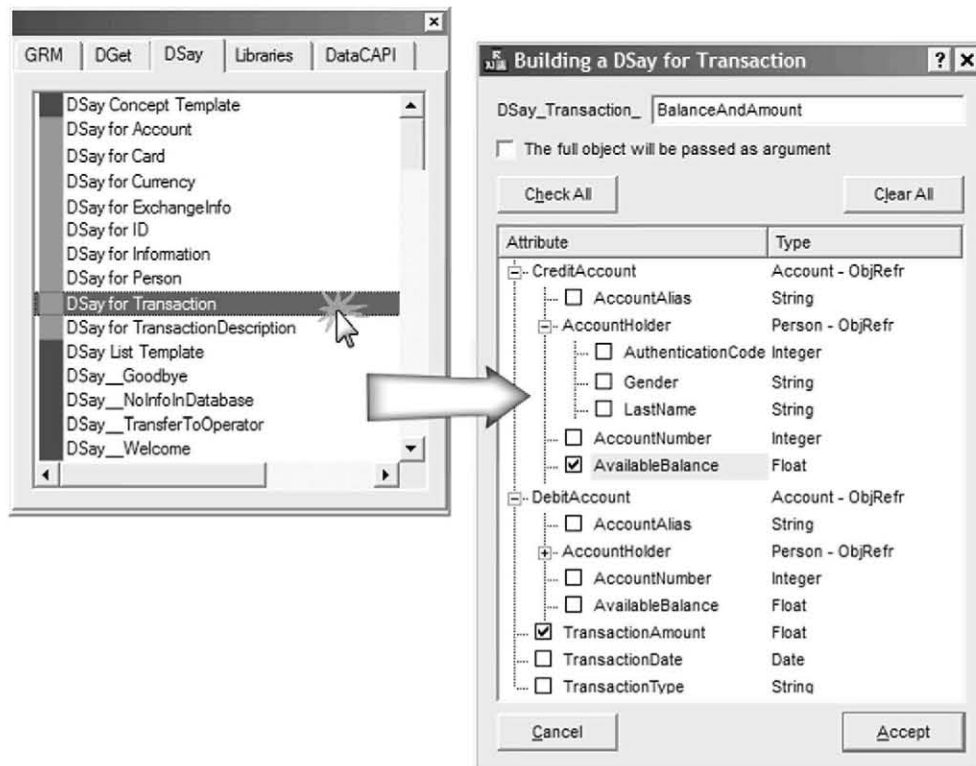 GRM DGet DSay Libraries DataCAPI
DSay Concept Template
DSay for Account
DSay for Card
DSay for Currency
DSay for ExchangeInfo
DSay for ID
DSay for Information
DSay for Person
DSay for Transaction
DSay for TransactionDescription
DSay List Template
DSay__Goodbye
DSay__NoInfoInDatabase
DSay__TransferToOperator
DSay__Welcome
Building a DSay for Transaction
DSay_Transaction_ BalanceAndAmount
The full object will be passed as argument
Check All Clear All
Attribute Type
CreditAccount Account - ObjRefr
AccountAlias String
AccountHolder Person - ObjRefr
AuthenticationCode Integer
Gender String
LastName String
AccountNumber Integer
AvailableBalance Float
DebitAccount Account - ObjRefr
AccountAlias String
AccountHolder Person - ObjRefr
AccountNumber Integer
AvailableBalance Float
TransactionAmount Float
TransactionDate Date
TransactionType String
Cancel Accept